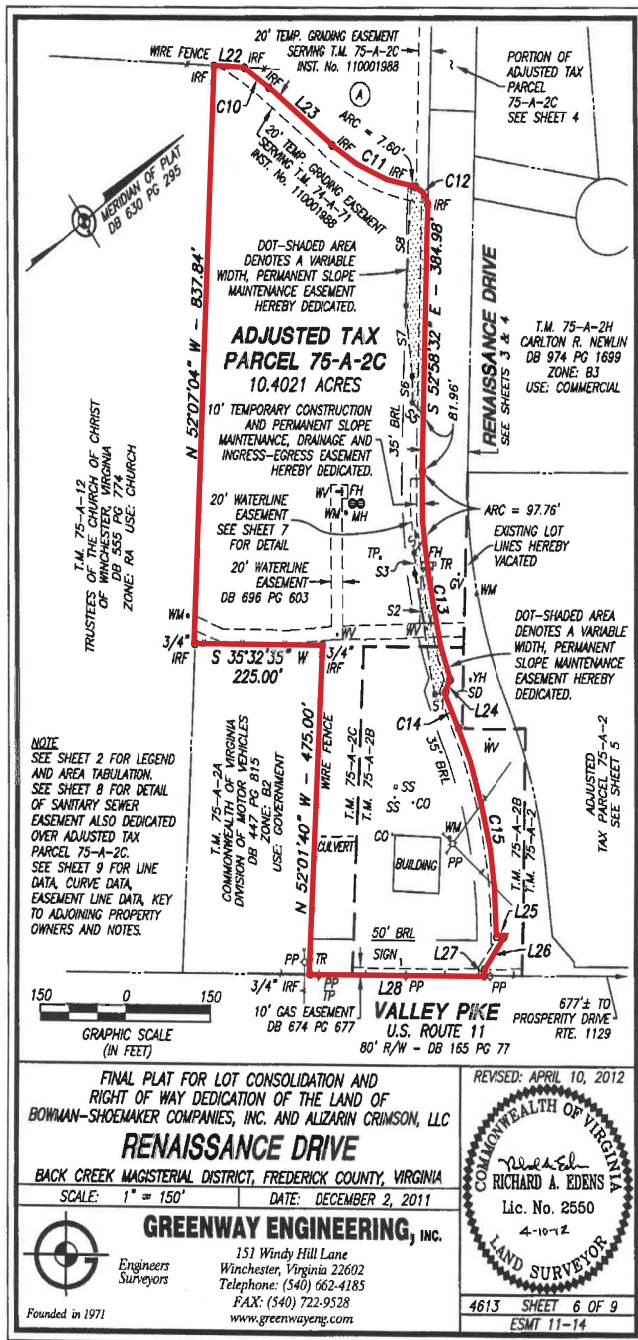 20' TEMP. GRADING EASEMENT
SERVING T.M. 75-A-2C
INST. No. 110001988
WIRE FENCE
L22
IRF
IRF
PORTION OF
ADJUSTED TAX
PARCEL
75-A-2C
SEE SHEET 4
C10
L23
A
ARC = 7.60'
IRF
C11
IRF
C12
IRF
20' TEMP. GRADING EASEMENT
SERVING T.M. 74-A-71
INST. No. 110001988
MERIDIAN OF PLAT
DB 630 PG 295
DOT-SHADED AREA
DENOTES A VARIABLE
WIDTH, PERMANENT SLOPE
MAINTENANCE EASEMENT
HEREBY DEDICATED.
S8
S 52°58'32" E - 384.98'
RENAISSANCE DRIVE
SEE SHEETS 3 & 4
T.M. 75-A-2H
CARLTON R. NEWLIN
DB 974 PG 1699
ZONE: B3
USE: COMMERCIAL
N 52°07'04" W - 837.84'
ADJUSTED TAX
PARCEL 75-A-2C
10.4021 ACRES
S7
S6
S5
81.96'
35' BRL
10' TEMPORARY CONSTRUCTION
AND PERMANENT SLOPE
MAINTENANCE, DRAINAGE AND
INGRESS-EGRESS EASEMENT
HEREBY DEDICATED.
T.M. 75-A-12
TRUSTEES OF THE CHURCH OF CHRIST
OF WINCHESTER, VIRGINIA
DB 555 PG 774
ZONE: RA USE: CHURCH
20' WATERLINE
EASEMENT
SEE SHEET 7
FOR DETAIL
WV
FH
WM
MH
ARC = 97.76'
EXISTING LOT
LINES HEREBY
VACATED
20' WATERLINE
EASEMENT
DB 696 PG 603
TP
S3
FH
TR
GV
WM
S2
C13
DOT-SHADED AREA
DENOTES A VARIABLE
WIDTH, PERMANENT
SLOPE MAINTENANCE
EASEMENT HEREBY
DEDICATED.
WM
WV
WV
3/4"
IRF
S 35°32'35" W
225.00'
3/4"
IRF
YH
SD
L24
C14
35' BRL
WV
NOTE
SEE SHEET 2 FOR LEGEND
AND AREA TABULATION.
SEE SHEET 8 FOR DETAIL
OF SANITARY SEWER
EASEMENT ALSO DEDICATED
OVER ADJUSTED TAX
PARCEL 75-A-2C.
SEE SHEET 9 FOR LINE
DATA, CURVE DATA,
EASEMENT LINE DATA, KEY
TO ADJOINING PROPERTY
OWNERS AND NOTES.
T.M. 75-A-2A
COMMONWEALTH OF VIRGINIA
DIVISION OF MOTOR VEHICLES
DB 447 PG 815
ZONE: B2
USE: GOVERNMENT
N 52°01'40" W - 475.00'
WIRE FENCE
T.M. 75-A-2C
T.M. 75-A-2B
SS
SS
CO
CO
CULVERT
BUILDING
WM
PP
C15
T.M. 75-A-2B
T.M. 75-A-2
ADJUSTED
TAX PARCEL 75-A-2
SEE SHEET 5
L25
L26
50' BRL
SIGN
L27
PP
TR
3/4" IRF
PP
TP
L28
PP
PP
10' GAS EASEMENT
DB 674 PG 677
VALLEY PIKE
U.S. ROUTE 11
80' R/W - DB 165 PG 77
677'± TO
PROSPERITY DRIVE
RTE. 1129
150 0 150
GRAPHIC SCALE
(IN FEET)
FINAL PLAT FOR LOT CONSOLIDATION AND
RIGHT OF WAY DEDICATION OF THE LAND OF
BOWMAN-SHOEMAKER COMPANIES, INC. AND ALIZARIN CRIMSON, LLC
RENAISSANCE DRIVE
BACK CREEK MAGISTERIAL DISTRICT, FREDERICK COUNTY, VIRGINIA
SCALE: 1" = 150'
DATE: DECEMBER 2, 2011
REVISED: APRIL 10, 2012
COMMONWEALTH OF VIRGINIA
RICHARD A. EDENS
Lic. No. 2550
4-10-12
LAND SURVEYOR
GREENWAY ENGINEERING, INC.
Engineers
Surveyors
151 Windy Hill Lane
Winchester, Virginia 22602
Telephone: (540) 662-4185
FAX: (540) 722-9528
www.greenwayeng.com
Founded in 1971
4613 SHEET 6 OF 9
ESMT 11-14